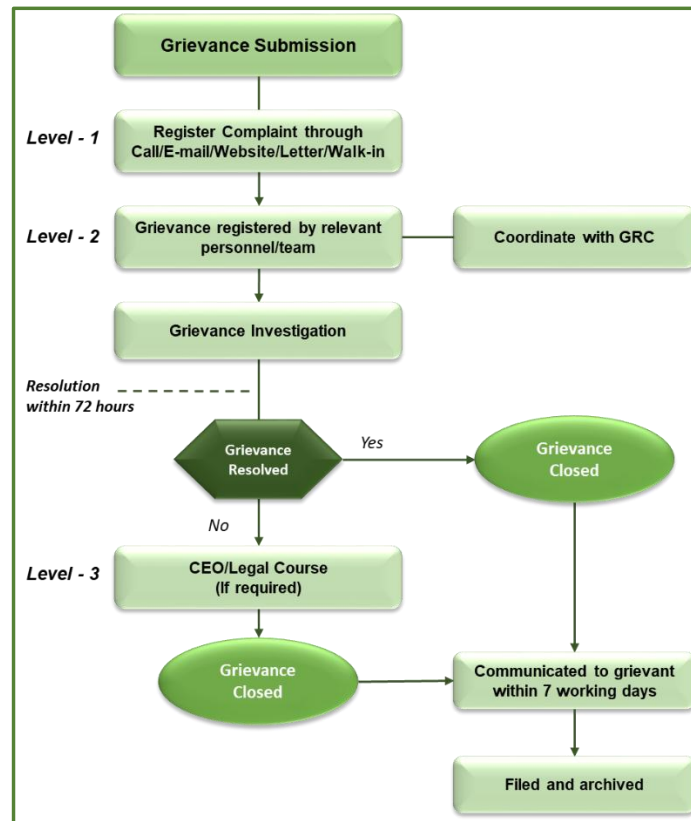 Grievance Submission
Level - 1
Register Complaint through
Call/E-mail/Website/Letter/Walk-in
Level - 2
Grievance registered by relevant
personnel/team
Coordinate with GRC
Grievance Investigation
Resolution
within 72 hours
Grievance
Resolved
Yes
Grievance
Closed
No
Level - 3
CEO/Legal Course
(If required)
Grievance
Closed
Communicated to grievant
within 7 working days
Filed and archived